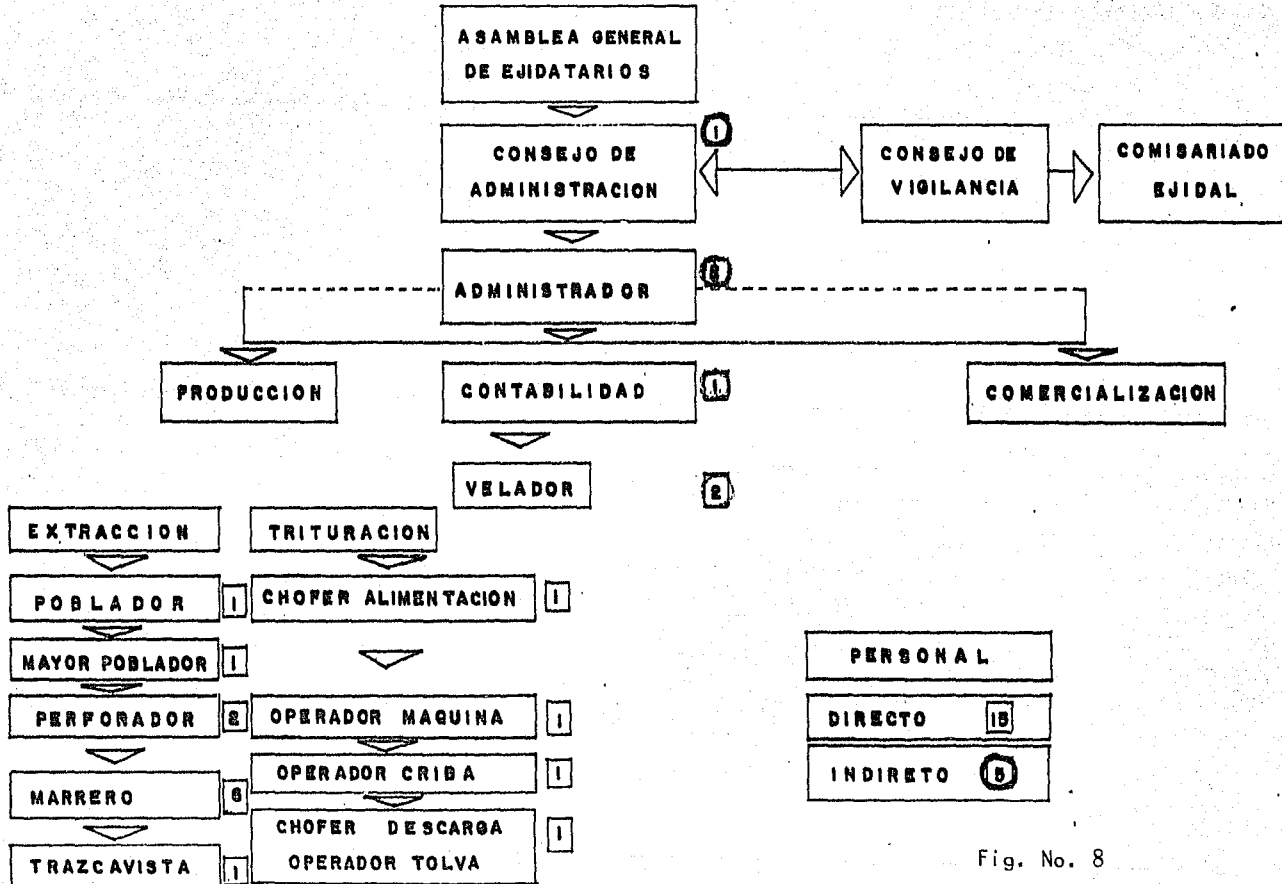 ASAMBLEA GENERAL
DE EJIDATARIOS
CONSEJO DE
ADMINISTRACION
1
CONSEJO DE
VIGILANCIA
COMISARIADO
EJIDAL
ADMINISTRADOR
PRODUCCION
CONTABILIDAD
1
COMERCIALIZACION
VELADOR
2
EXTRACCION
TRITURACION
POBLADOR
1
CHOFER ALIMENTACION
1
MAYOR POBLADOR
1
PERFORADOR
2
OPERADOR MAQUINA
1
OPERADOR CRIBA
1
MARRERO
6
CHOFER DESCARGA
OPERADOR TOLVA
1
TRAZCAVISTA
1
PERSONAL
DIRECTO 15
INDIRETO 5
Fig. No. 8